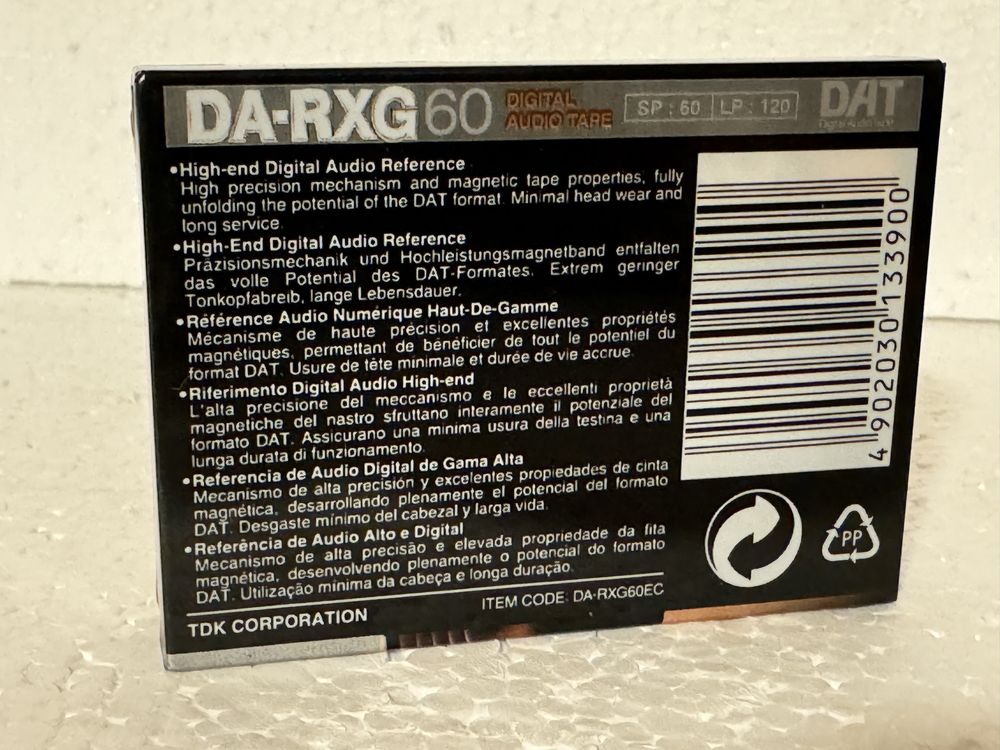 DA-RXG 60 DIGITAL AUDIO TAPE SP : 60 LP : 120 DAT
Digital Audio Tape
•High-end Digital Audio Reference
High precision mechanism and magnetic tape properties, fully
unfolding the potential of the DAT format. Minimal head wear and
long service.
•High-End Digital Audio Reference
Präzisionsmechanik und Hochleistungsmagnetband entfalten
das volle Potential des DAT-Formates. Extrem geringer
Tonkopfabreib, lange Lebensdauer.
•Référence Audio Numérique Haut-De-Gamme
Mécanisme de haute précision et excellentes propriétés
magnétiques, permettant de bénéficier de tout le potentiel du
format DAT. Usure de tête minimale et durée de vie accrue.
•Riferimento Digital Audio High-end
L'alta precisione del meccanismo e le eccellenti proprietà
magnetiche del nastro sfruttano interamente il potenziale del
formato DAT. Assicurano una minima usura della testina e una
lunga durata di funzionamento.
•Referencia de Audio Digital de Gama Alta
Mecanismo de alta precisión y excelentes propiedades de cinta
magnética, desarrollando plenamente el potencial del formato
DAT. Desgaste mínimo del cabezal y larga vida.
•Referência de Audio Alto e Digital
Mecanismo de alta precisão e elevada propriedade da fita
magnética, desenvolvendo plenamente o potencial do formato
DAT. Utilização mínima da cabeça e longa duração.
TDK CORPORATION
ITEM CODE: DA-RXG60EC
4 902030 133900
PP